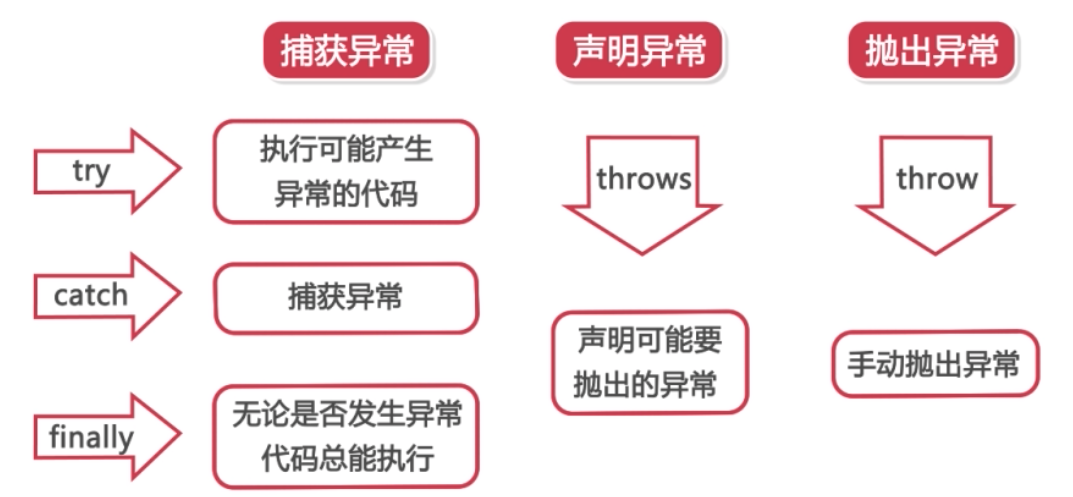 捕获异常
声明异常
抛出异常
try
执行可能产生
异常的代码
catch
捕获异常
finally
无论是否发生异常
代码总能执行
throws
声明可能要
抛出的异常
throw
手动抛出异常